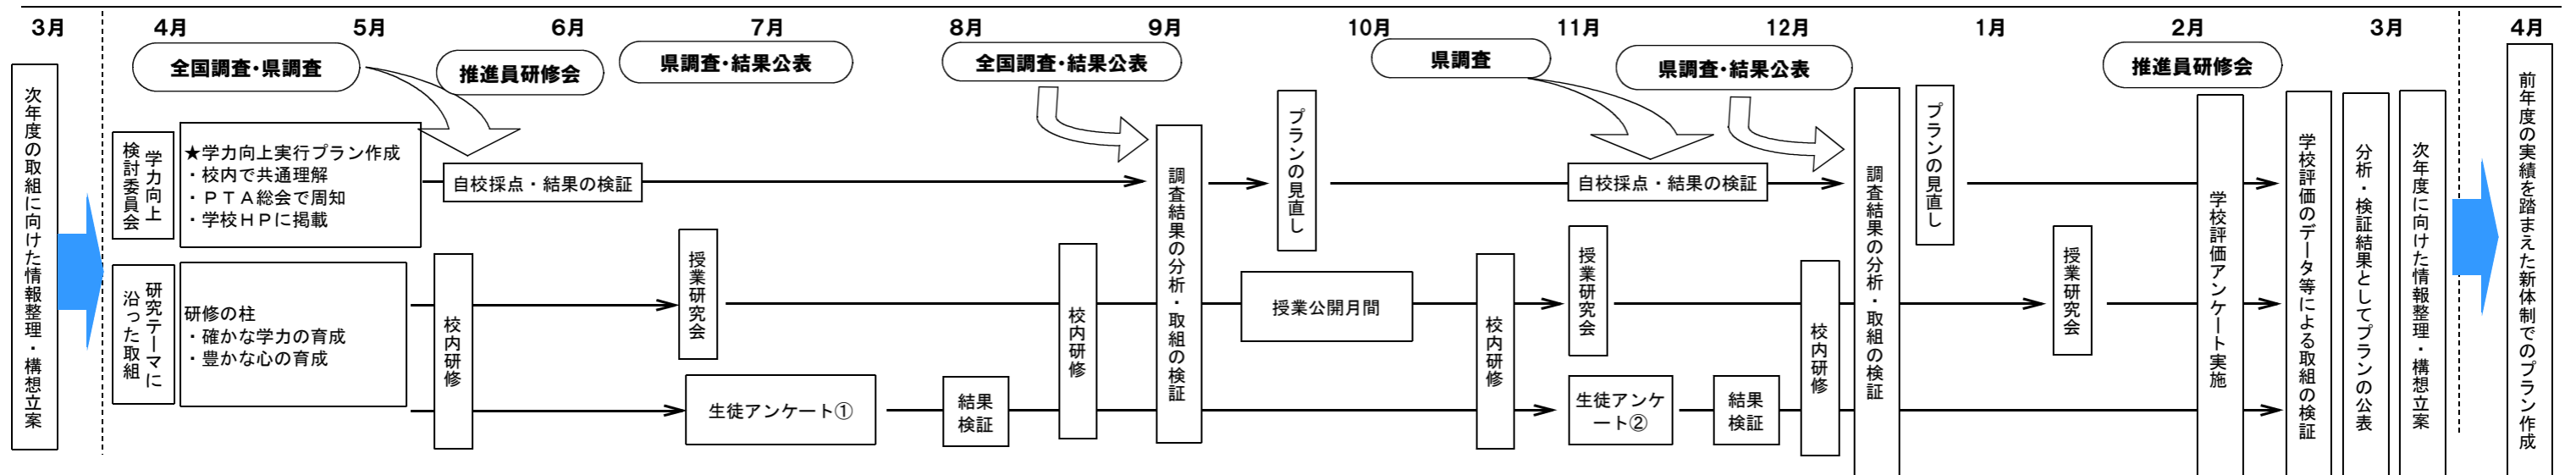 3月
4月
5月
6月
7月
8月
9月
10月
11月
12月
1月
2月
3月
4月
全国調査・県調査
推進員研修会
県調査・結果公表
全国調査・結果公表
県調査
県調査・結果公表
推進員研修会
次年度の取組に向けた情報整理・構想立案
学力向上
検討委員会
★学力向上実行プラン作成
・校内で共通理解
・ＰＴＡ総会で周知
・学校ＨＰに掲載
自校採点・結果の検証
研究テーマに
沿った取組
研修の柱
・確かな学力の育成
・豊かな心の育成
校内研修
授業研究会
生徒アンケート①
結果
検証
校内研修
調査結果の分析・取組の検証
プランの見直し
授業公開月間
校内研修
自校採点・結果の検証
授業研究会
生徒アンケ
ート②
結果
検証
校内研修
調査結果の分析・取組の検証
プランの見直し
授業研究会
学校評価アンケート実施
学校評価のデータ等による取組の検証
分析・検証結果としてプランの公表
次年度に向けた情報整理・構想立案
前年度の実績を踏まえた新体制でのプラン作成